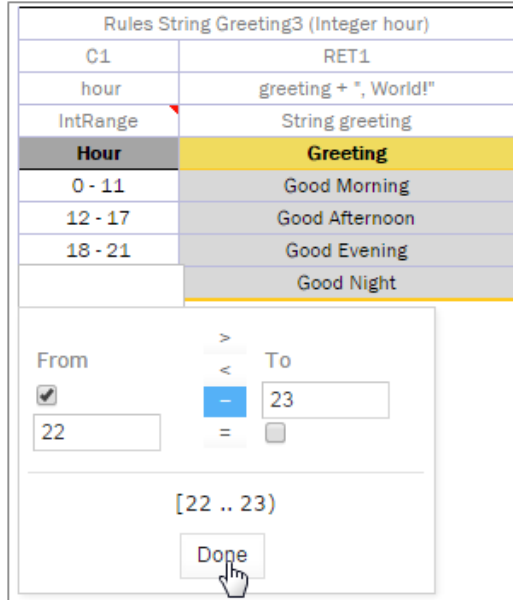 Rules String Greeting3 (Integer hour)
C1 RET1
hour greeting + ", World!"
IntRange String greeting
Hour Greeting
0 - 11 Good Morning
12 - 17 Good Afternoon
18 - 21 Good Evening
Good Night
>
From < To
– 23
22 =
[22 .. 23)
Done